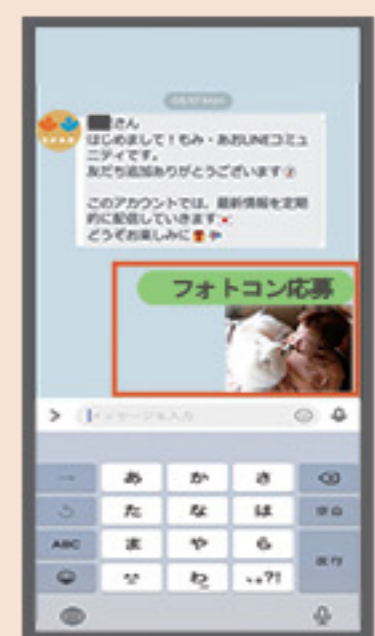 さん
はじめまして！もみ・あおLINEコミュ
ニティです。
友だち追加ありがとうございます
このアカウントでは、最新情報を定期
的に配信していきます
どうぞお楽しみに
フォトコン応募
メッセージを入力
あ か さ
た な は
ABC ま や ら
わ 、。?!